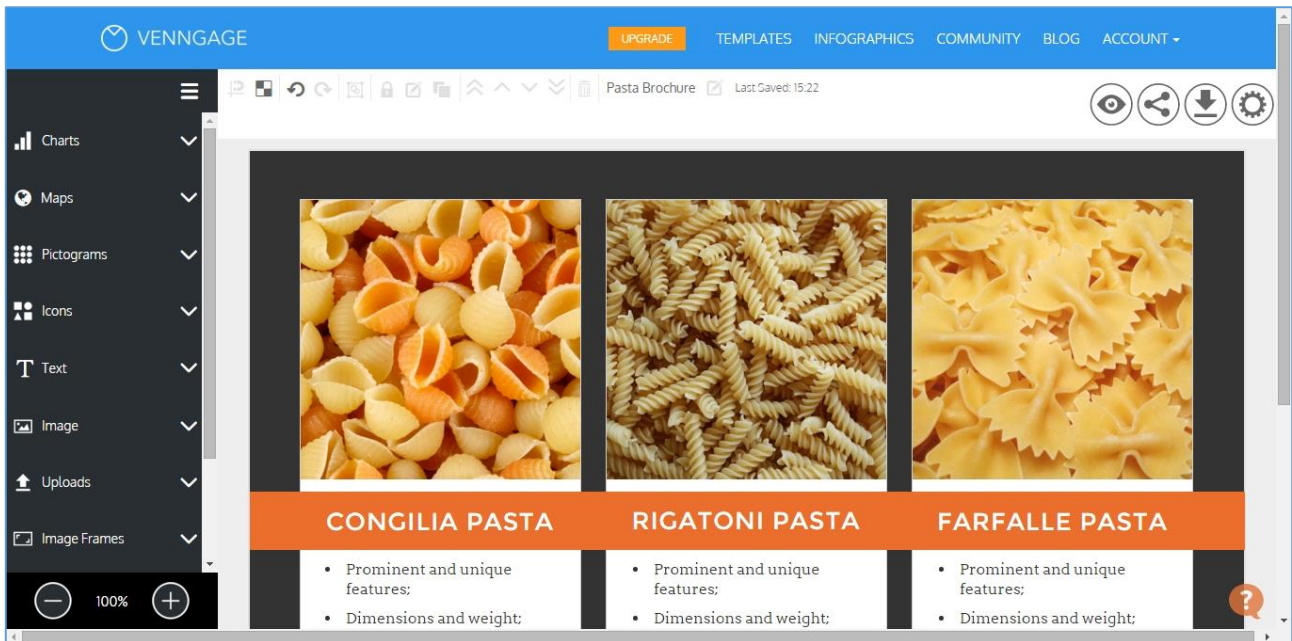 VENNGAGE
UPGRADE TEMPLATES INFOGRAPHICS COMMUNITY BLOG ACCOUNT
Pasta Brochure Last Saved: 15:22
Charts
Maps
Pictograms
Icons
T Text
Image
Uploads
Image Frames
100%
CONGILIA PASTA
• Prominent and unique
features;
• Dimensions and weight;
RIGATONI PASTA
• Prominent and unique
features;
• Dimensions and weight;
FARFALLE PASTA
• Prominent and unique
features;
• Dimensions and weight;
?